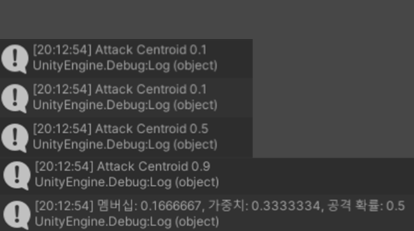 [20:12:54] Attack Centroid 0.1
UnityEngine.Debug:Log (object)
[20:12:54] Attack Centroid 0.1
UnityEngine.Debug:Log (object)
[20:12:54] Attack Centroid 0.5
UnityEngine.Debug:Log (object)
[20:12:54] Attack Centroid 0.9
UnityEngine.Debug:Log (object)
[20:12:54] 멤버십: 0.1666667, 가중치: 0.3333334, 공격 확률: 0.5
UnityEngine.Debug:Log (object)